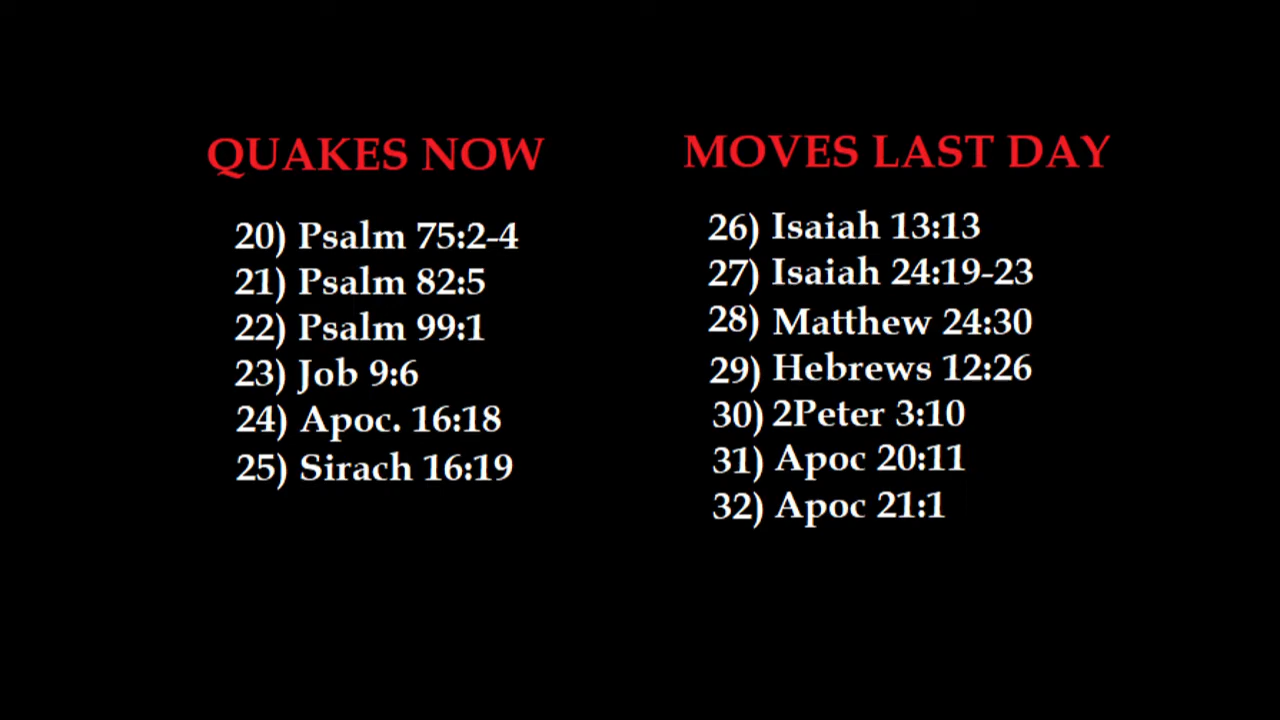 QUAKES NOW
20) Psalm 75:2-4
21) Psalm 82:5
22) Psalm 99:1
23) Job 9:6
24) Apoc. 16:18
25) Sirach 16:19
MOVES LAST DAY
26) Isaiah 13:13
27) Isaiah 24:19-23
28) Matthew 24:30
29) Hebrews 12:26
30) 2Peter 3:10
31) Apoc 20:11
32) Apoc 21:1